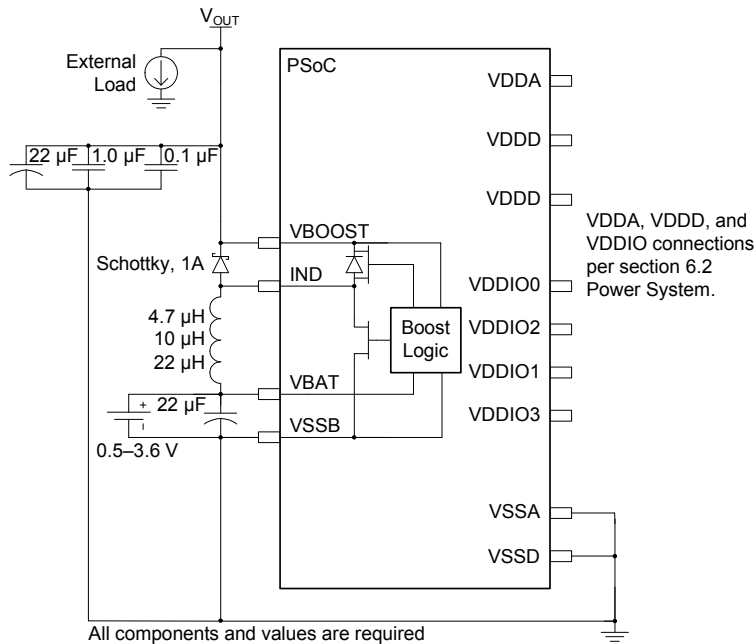 VOUT
External
Load
PSoC
VDDA
VDDD
22 µF 1.0 µF 0.1 µF
VDDD
VBOOST
VDDA, VDDD, and
VDDIO connections
per section 6.2
Power System.
Schottky, 1A
IND
VDDIO0
4.7 µH
10 µH
22 µH
Boost
Logic
VDDIO2
VDDIO1
VBAT
22 µF
+
-
VDDIO3
VSSB
0.5–3.6 V
VSSA
VSSD
All components and values are required